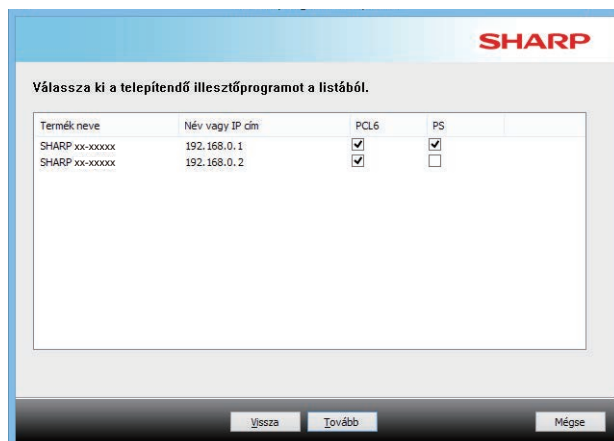 SHARP
Válassza ki a telepítendő illesztőprogramot a listából.
Termék neve Név vagy IP cím PCL6 PS
SHARP xx-xxxxx 192.168.0.1
SHARP xx-xxxxx 192.168.0.2
Vissza Tovább Mégse